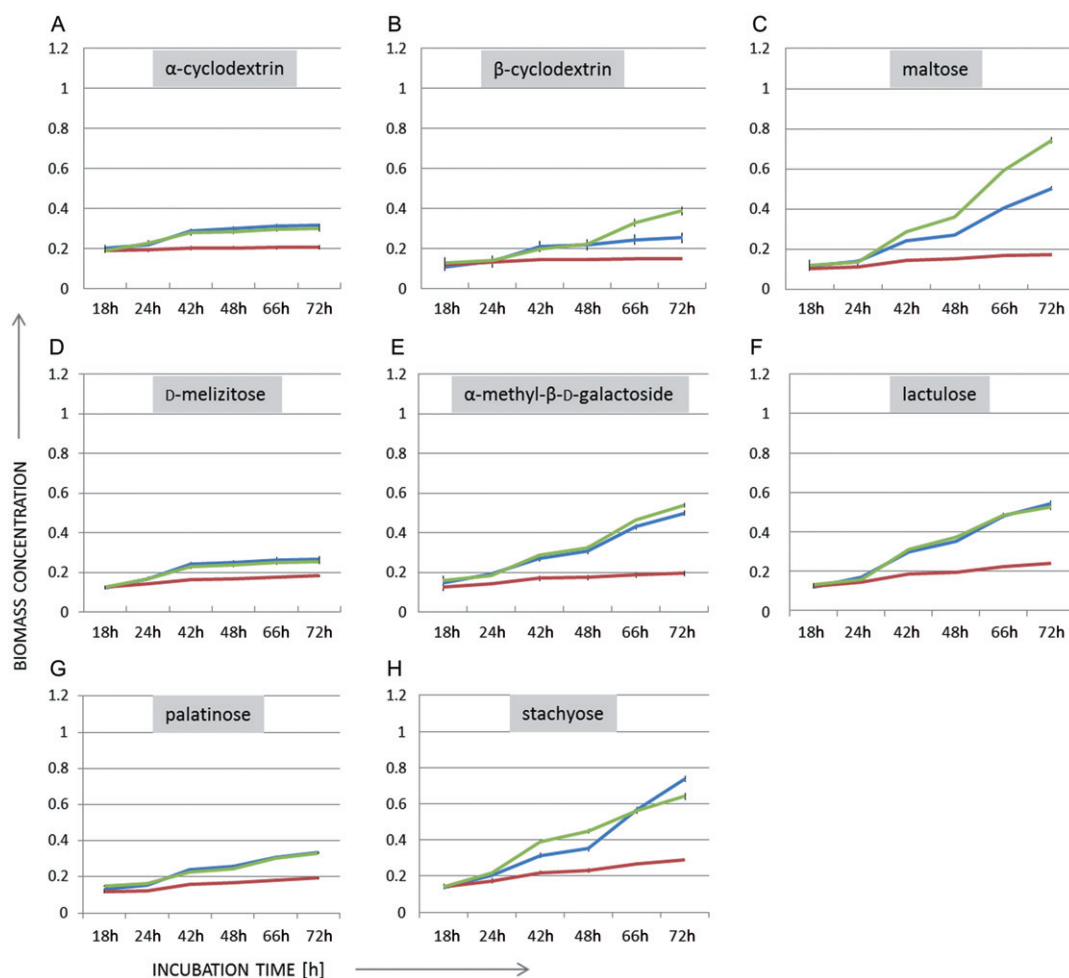 A
α-cyclodextrin
1.2
1
0.8
0.6
0.4
0.2
0
18h 24h 42h 48h 66h 72h
B
β-cyclodextrin
1.2
1
0.8
0.6
0.4
0.2
0
18h 24h 42h 48h 66h 72h
C
maltose
1.2
1
0.8
0.6
0.4
0.2
0
18h 24h 42h 48h 66h 72h
D
D-melizitose
1.2
1
0.8
0.6
0.4
0.2
0
18h 24h 42h 48h 66h 72h
E
α-methyl-β-D-galactoside
1.2
1
0.8
0.6
0.4
0.2
0
18h 24h 42h 48h 66h 72h
F
lactulose
1.2
1
0.8
0.6
0.4
0.2
0
18h 24h 42h 48h 66h 72h
G
palatinose
1.2
1
0.8
0.6
0.4
0.2
0
18h 24h 42h 48h 66h 72h
H
stachyose
1.2
1
0.8
0.6
0.4
0.2
0
18h 24h 42h 48h 66h 72h
BIOMASS CONCENTRATION
INCUBATION TIME [h]